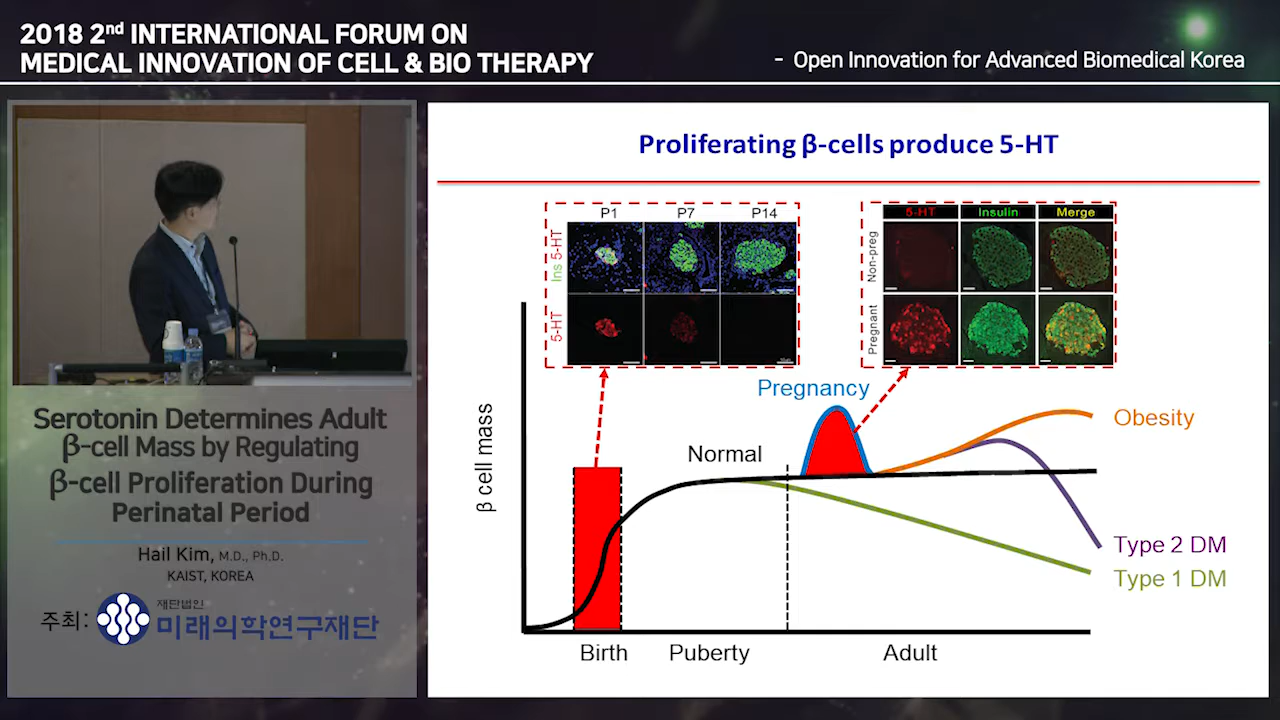 2018 2nd INTERNATIONAL FORUM ON
MEDICAL INNOVATION OF CELL & BIO THERAPY
- Open Innovation for Advanced Biomedical Korea
Serotonin Determines Adult
β-cell Mass by Regulating
β-cell Proliferation During
Perinatal Period
Hail Kim, M.D., Ph.D.
KAIST, KOREA
주최:
재단법인
미래의학연구재단
Proliferating β-cells produce 5-HT
P1 P7 P14
Ins 5-HT
5-HT
5-HT Insulin Merge
Non-preg
Pregnant
Pregnancy
Normal
Obesity
β cell mass
Type 2 DM
Type 1 DM
Birth Puberty Adult